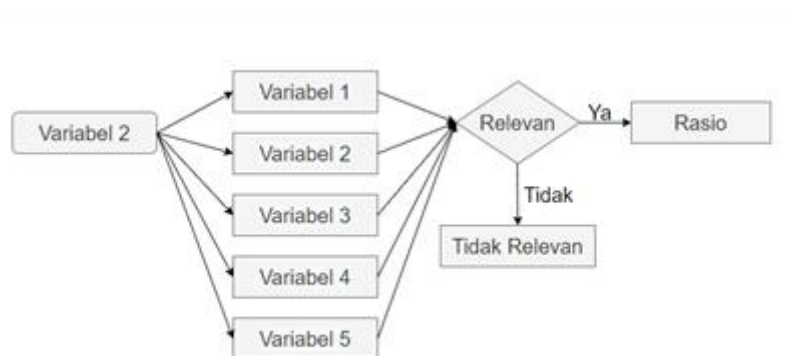 Variabel 2
Variabel 1
Variabel 2
Variabel 3
Variabel 4
Variabel 5
Relevan
Ya
Rasio
Tidak
Tidak Relevan